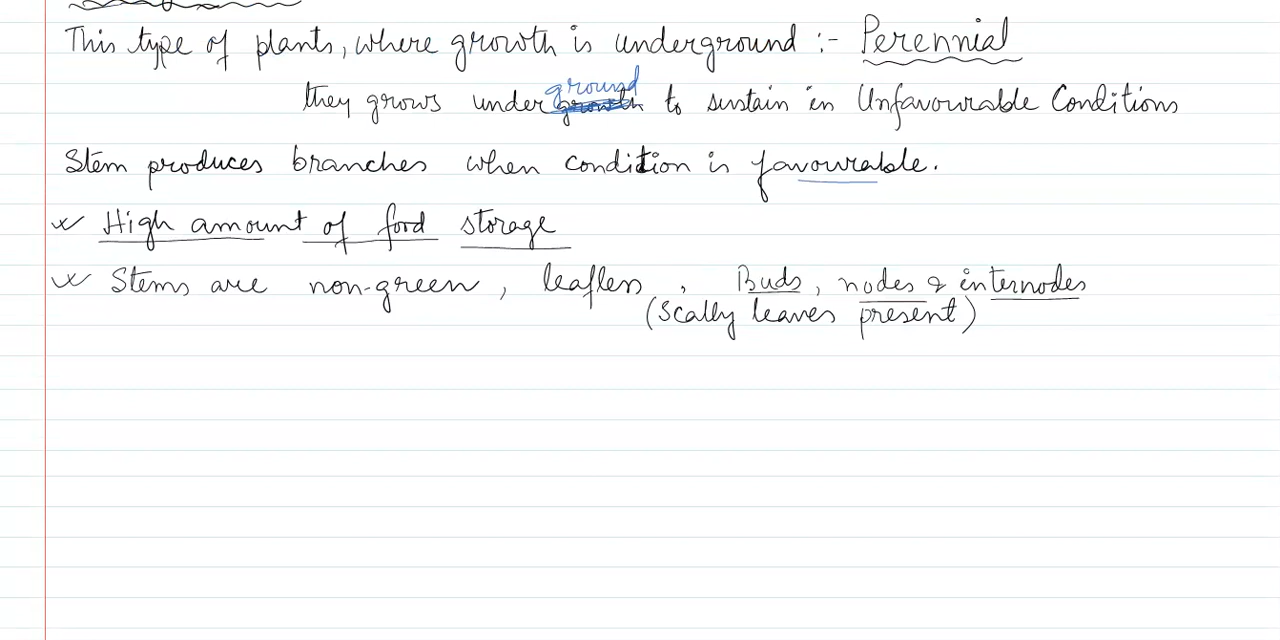 This type of plants, where growth is underground :- Perennial
they grows underground to sustain in Unfavourable Conditions
Stem produces branches when condition is favourable.
High amount of food storage
Stems are non-green, leafless, Buds, nodes & internodes
(Scally leaves present)